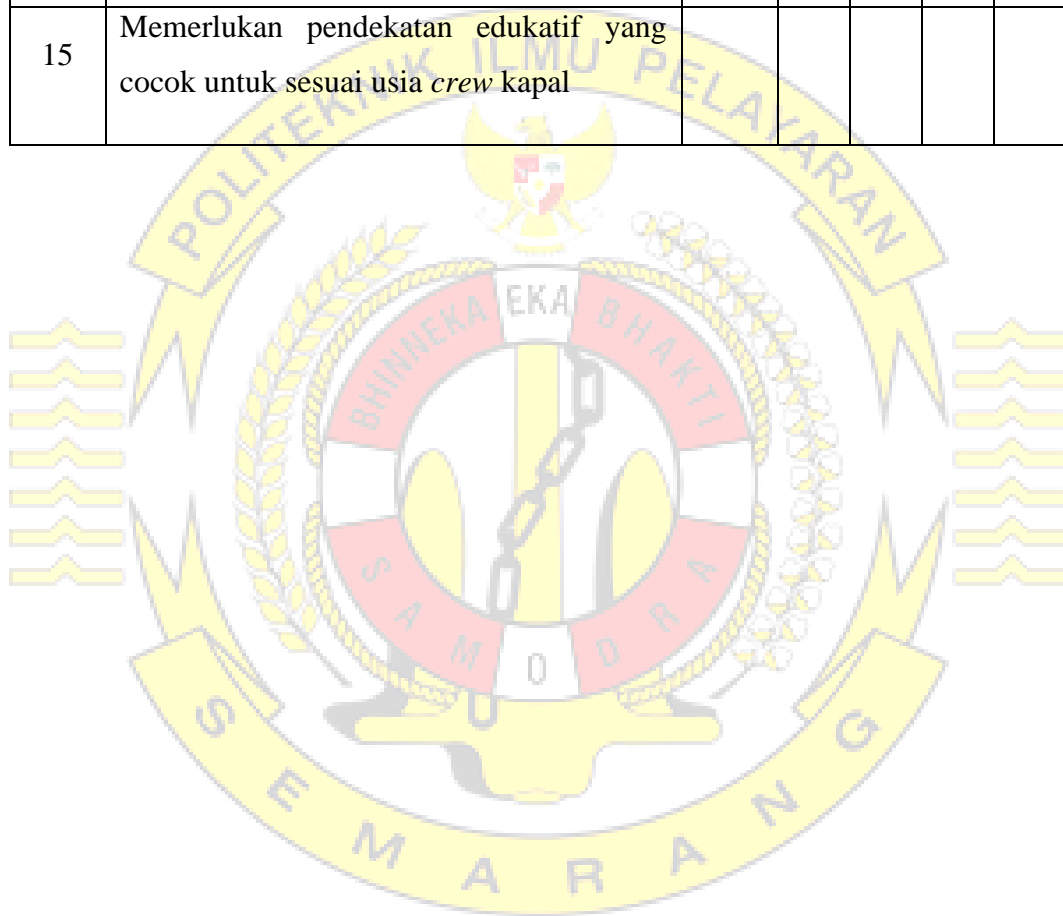 15
Memerlukan pendekatan edukatif yang
cocok untuk sesuai usia crew kapal
POLITEKNIK ILMU PELAYARAN
BHINNEKA EKA BHAKTI
SAMODRA
SEMARANG